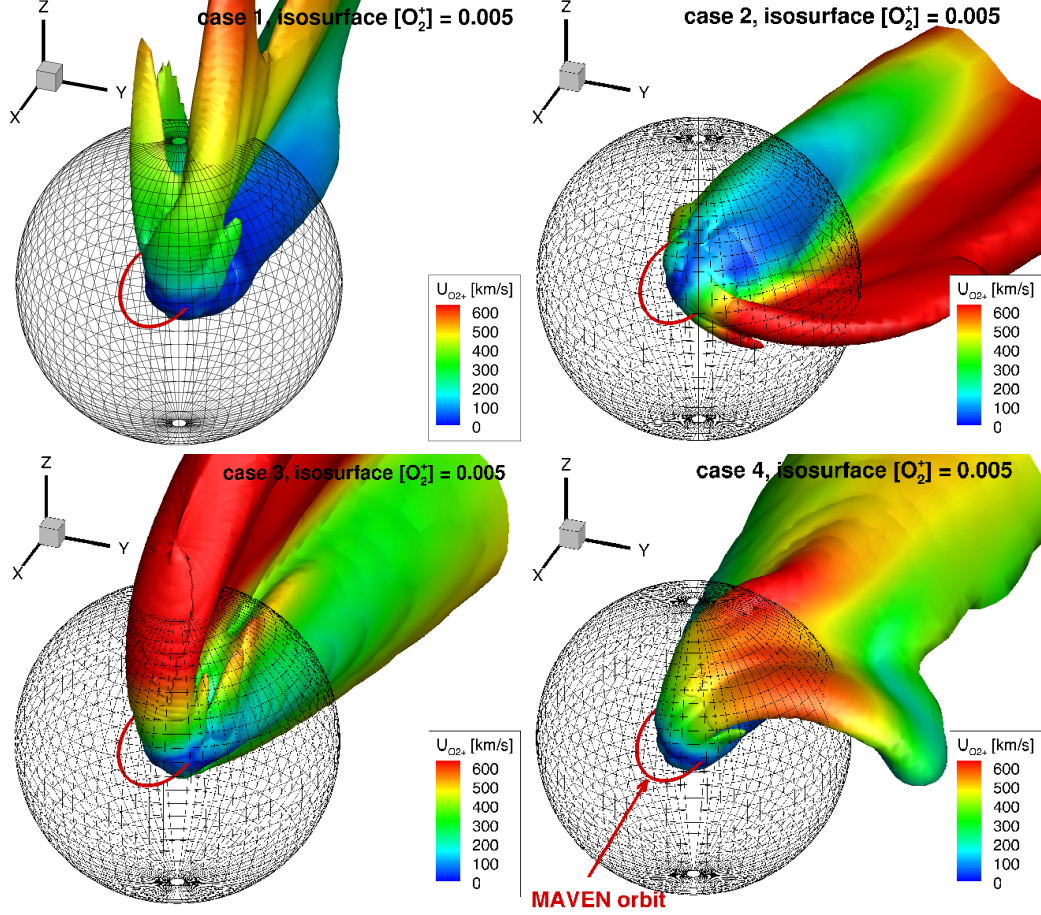 case 1, isosurface [O₂⁺] = 0.005
Z
Y
X
U_O2+ [km/s]
600
500
400
300
200
100
0
case 2, isosurface [O₂⁺] = 0.005
Z
Y
X
U_O2+ [km/s]
600
500
400
300
200
100
0
case 3, isosurface [O₂⁺] = 0.005
Z
Y
X
U_O2+ [km/s]
600
500
400
300
200
100
0
case 4, isosurface [O₂⁺] = 0.005
Z
Y
X
U_O2+ [km/s]
600
500
400
300
200
100
0
MAVEN orbit